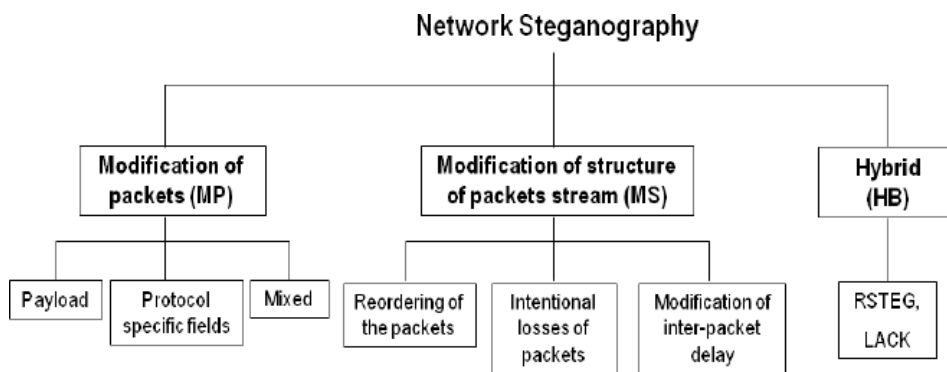 Network Steganography
Modification of
packets (MP)
Modification of structure
of packets stream (MS)
Hybrid
(HB)
Payload
Protocol
specific fields
Mixed
Reordering of
the packets
Intentional
losses of
packets
Modification of
inter-packet
delay
RSTEG,
LACK